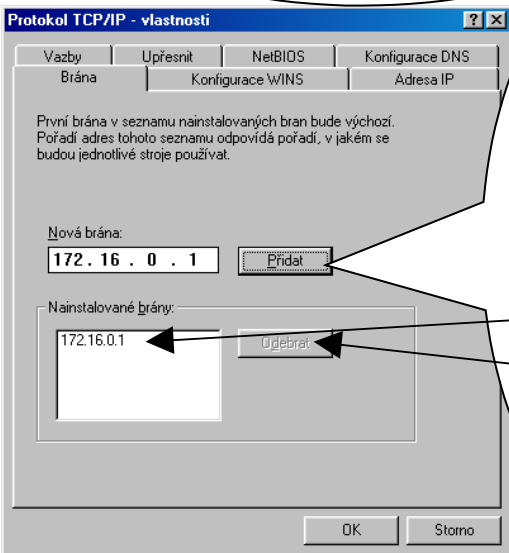 Protokol TCP/IP - vlastnosti
Vazby Upřesnit NetBIOS Konfigurace DNS
Brána Konfigurace WINS Adresa IP
První brána v seznamu nainstalovaných bran bude výchozí.
Pořadí adres tohoto seznamu odpovídá pořadí, v jakém se
budou jednotlivé stroje používat.
Nová brána:
172 . 16 . 0 . 1 Přidat
Nainstalované brány:
172.16.0.1 Odebrat
OK Storno